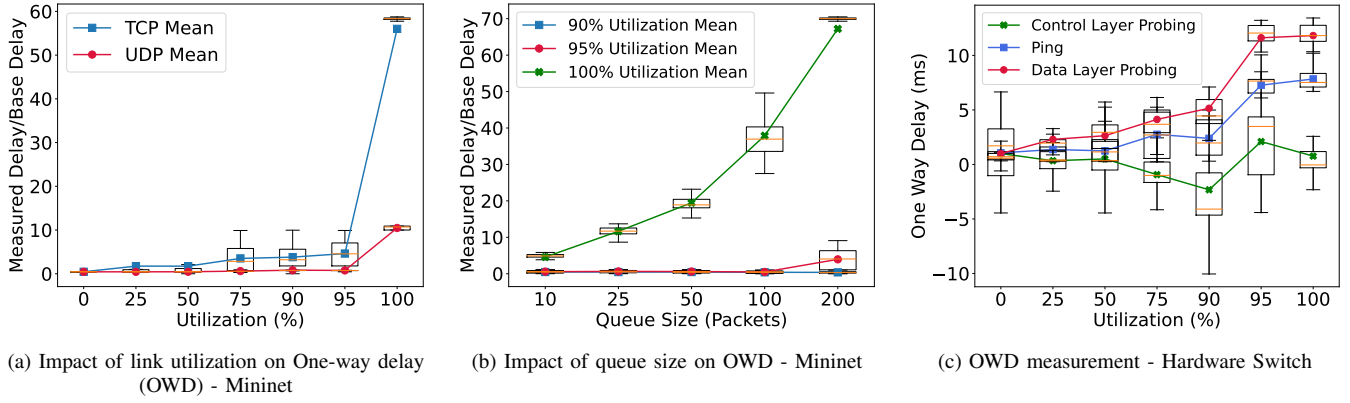 Measured Delay/Base Delay
60
50
40
30
20
10
0
TCP Mean
UDP Mean
0 25 50 75 90 95 100
Utilization (%)
(a) Impact of link utilization on One-way delay
(OWD) - Mininet
Measured Delay/Base Delay
70
60
50
40
30
20
10
0
90% Utilization Mean
95% Utilization Mean
100% Utilization Mean
10 25 50 100 200
Queue Size (Packets)
(b) Impact of queue size on OWD - Mininet
One Way Delay (ms)
10
5
0
−5
−10
Control Layer Probing
Ping
Data Layer Probing
0 25 50 75 90 95 100
Utilization (%)
(c) OWD measurement - Hardware Switch